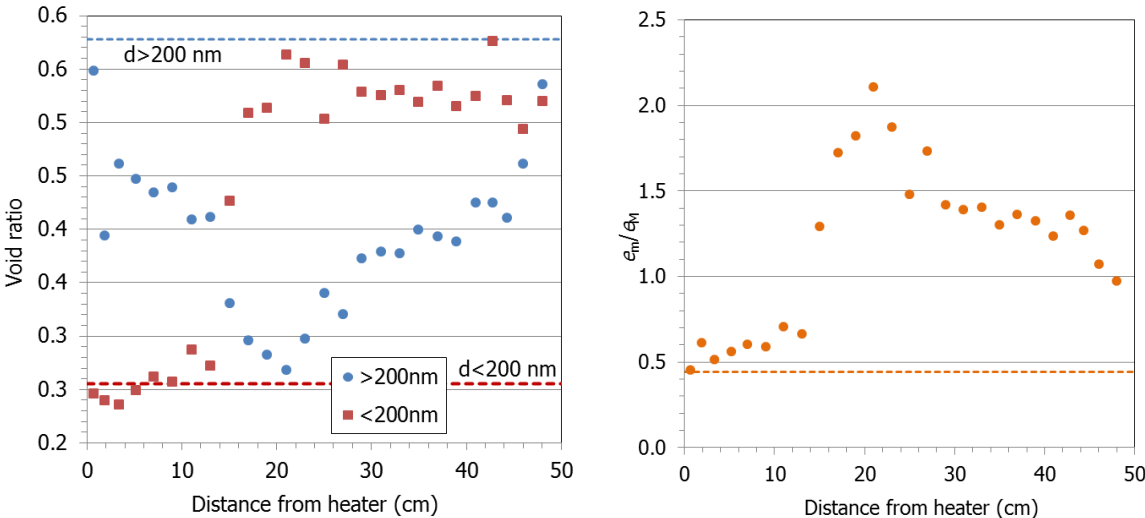 0.6
0.6
0.5
0.5
0.4
0.4
0.3
0.3
0.2
Void ratio
d>200 nm
d<200 nm
>200nm
<200nm
0 10 20 30 40 50
Distance from heater (cm)
2.5
2.0
1.5
1.0
0.5
0.0
em/eM
0 10 20 30 40 50
Distance from heater (cm)